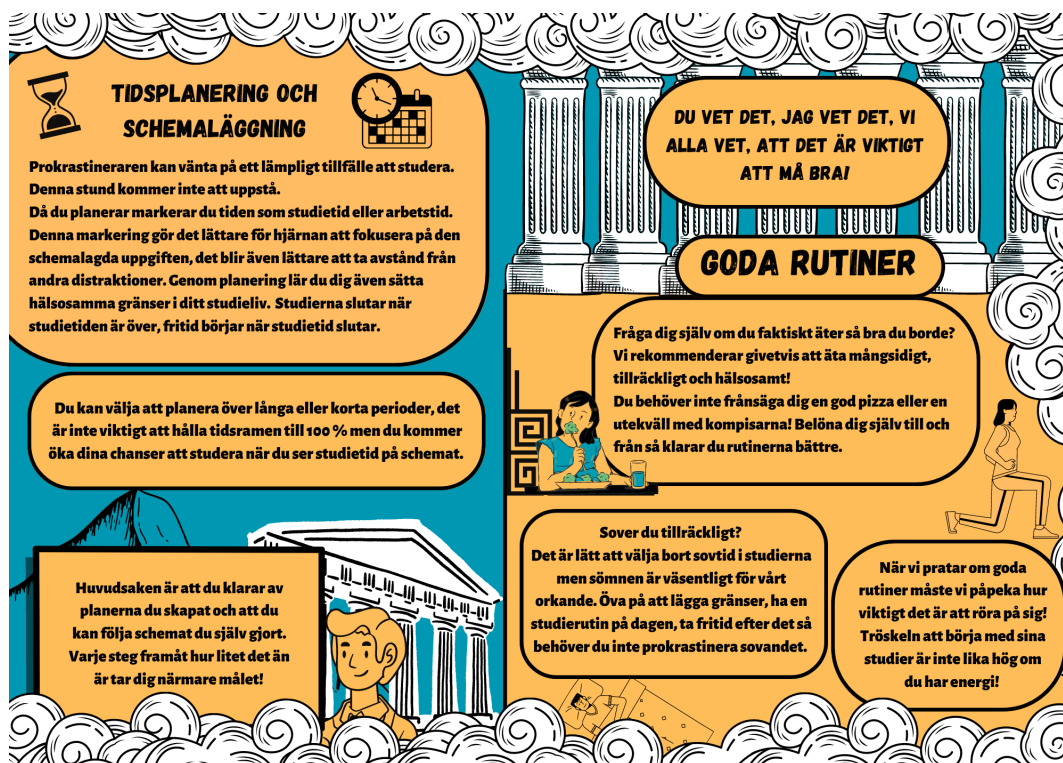 TIDSPLANERING OCH
SCHEMALÄGGNING
Prokrastineraren kan vänta på ett lämpligt tillfälle att studera.
Denna stund kommer inte att uppstå.
Då du planerar markerar du tiden som studietid eller arbetstid.
Denna markering gör det lättare för hjärnan att fokusera på den
schemalagda uppgiften, det blir även lättare att ta avstånd från
andra distraktioner. Genom planering lär du dig även sätta
hälsosamma gränser i ditt studieliv. Studierna slutar när
studietiden är över, fritid börjar när studietid slutar.
Du kan välja att planera över långa eller korta perioder, det
är inte viktigt att hålla tidsramen till 100 % men du kommer
öka dina chanser att studera när du ser studietid på schemat.
Huvudsaken är att du klarar av
planerna du skapat och att du
kan följa schemat du själv gjort.
Varje steg framåt hur litet det än
är tar dig närmare målet!
DU VET DET, JAG VET DET, VI
ALLA VET, ATT DET ÄR VIKTIGT
ATT MÅ BRA!
GODA RUTINER
Fråga dig själv om du faktiskt äter så bra du borde?
Vi rekommenderar givetvis att äta mångsidigt,
tillräckligt och hälsosamt!
Du behöver inte frånsäga dig en god pizza eller en
utekväll med kompisarna! Belöna dig själv till och
från så klarar du rutinerna bättre.
Sover du tillräckligt?
Det är lätt att välja bort sovtid i studierna
men sömnen är väsentligt för vårt
orkande. Öva på att lägga gränser, ha en
studierutin på dagen, ta fritid efter det så
behöver du inte prokrastinera sovandet.
När vi pratar om goda
rutiner måste vi påpeka hur
viktigt det är att röra på sig!
Tröskeln att börja med sina
studier är inte lika hög om
du har energi!